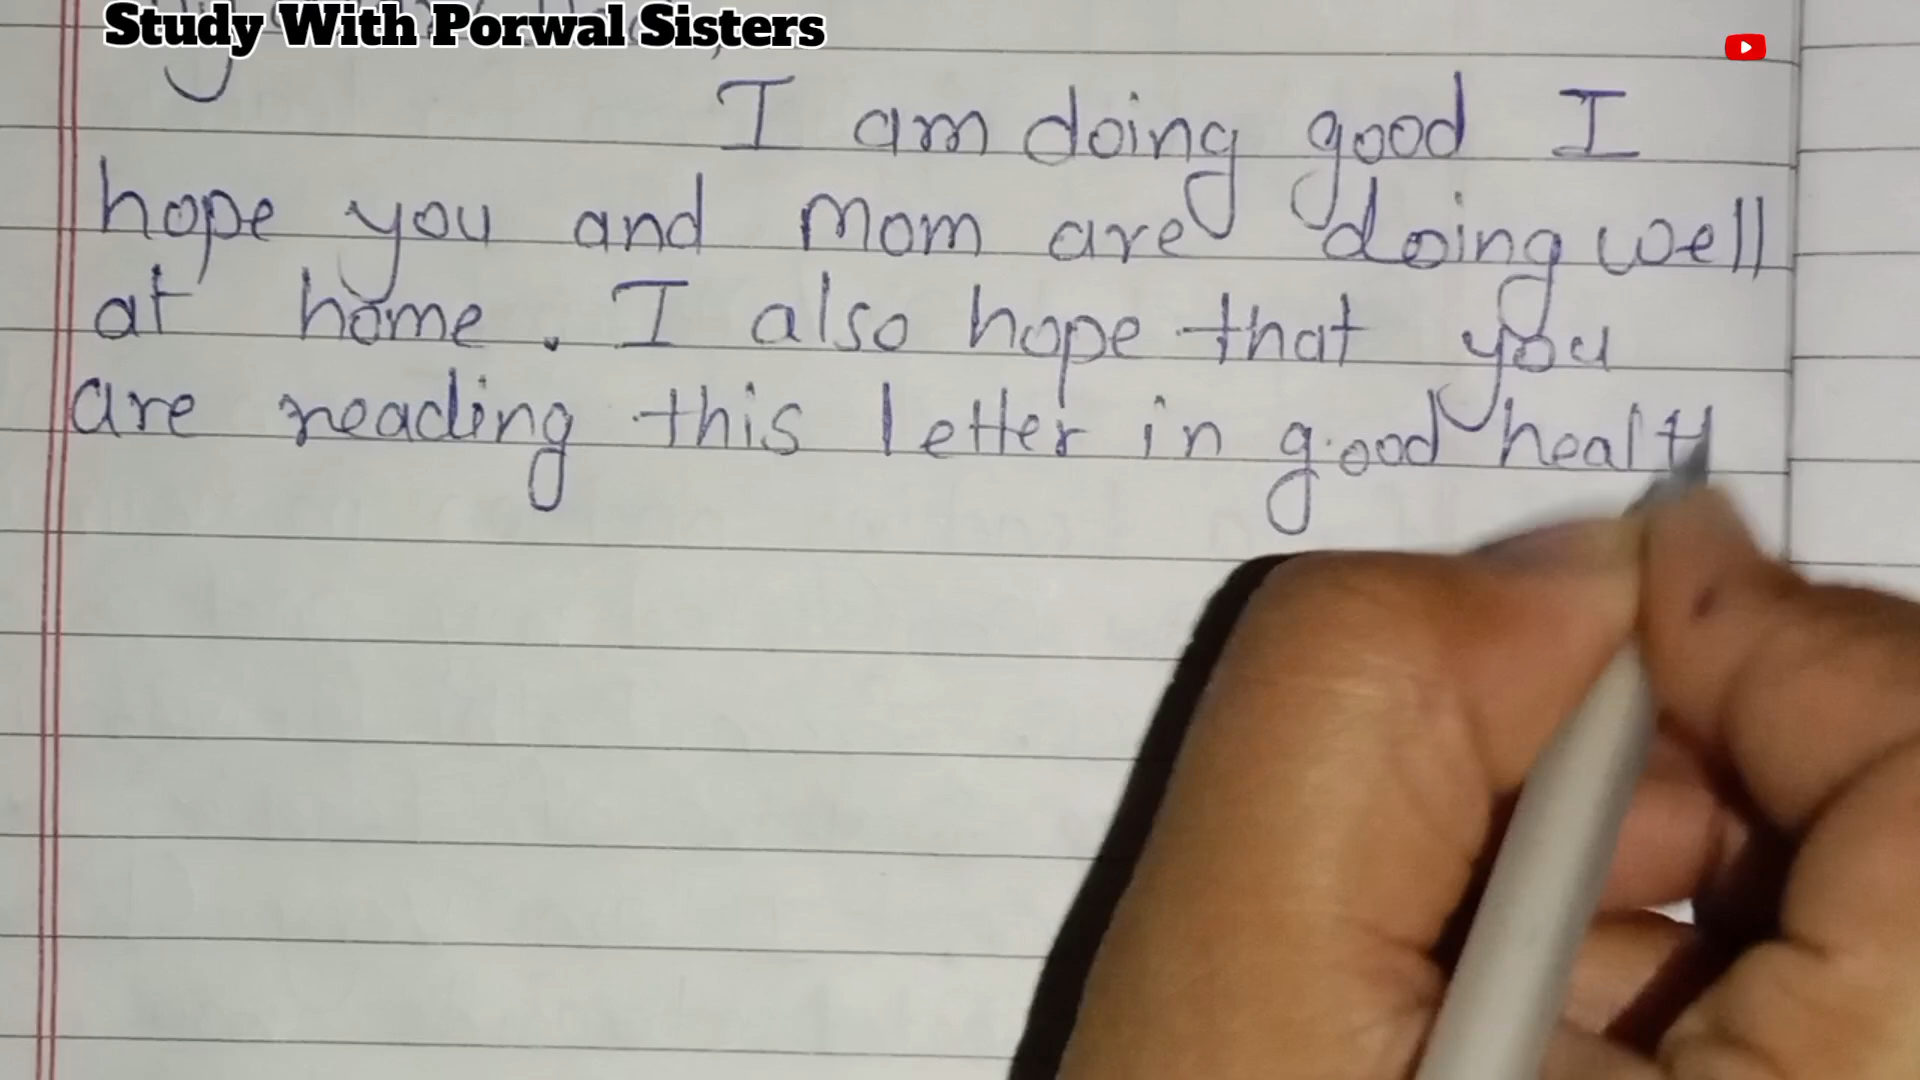 Study With Porwal Sisters
I am doing good I
hope you and mom are doing well
at home. I also hope that you
are reading this letter in good healt